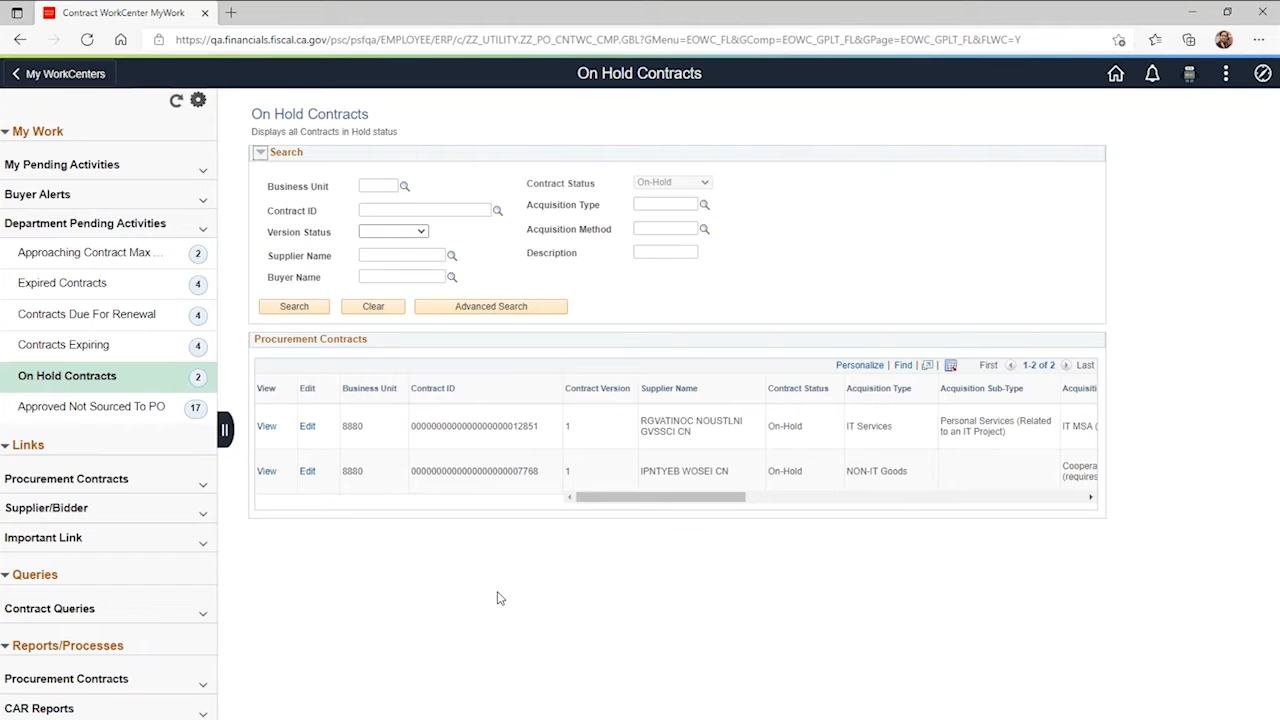 Contract WorkCenter MyWork
https://qa.financials.fiscal.ca.gov/psc/psfqa/EMPLOYEE/ERP/c/ZZ_UTILITY.ZZ_PO_CNTWC_CMP.GBL?GMenu=EOWC_FL&GComp=EOWC_GPLT_FL&GPage=EOWC_GPLT_FL&FLWC=Y
My WorkCenters
On Hold Contracts
My Work
My Pending Activities
Buyer Alerts
Department Pending Activities
Approaching Contract Max ... 2
Expired Contracts 4
Contracts Due For Renewal 4
Contracts Expiring 4
On Hold Contracts 2
Approved Not Sourced To PO 17
Links
Procurement Contracts
Supplier/Bidder
Important Link
Queries
Contract Queries
Reports/Processes
Procurement Contracts
CAR Reports
On Hold Contracts
Displays all Contracts in Hold status
Search
Business Unit
Contract ID
Version Status
Supplier Name
Buyer Name
Contract Status On-Hold
Acquisition Type
Acquisition Method
Description
Search Clear Advanced Search
Procurement Contracts
Personalize | Find | | First 1-2 of 2 Last
View Edit Business Unit Contract ID Contract Version Supplier Name Contract Status Acquisition Type Acquisition Sub-Type Acquisiti
View Edit 8880 0000000000000000000012851 1 RGVATINOC NOUSTLNI On-Hold IT Services Personal Services (Related IT MSA (
GVSSCI CN to an IT Project)
View Edit 8880 0000000000000000000007768 1 IPNTYEB WOSEI CN On-Hold NON-IT Goods Coopera
(requires